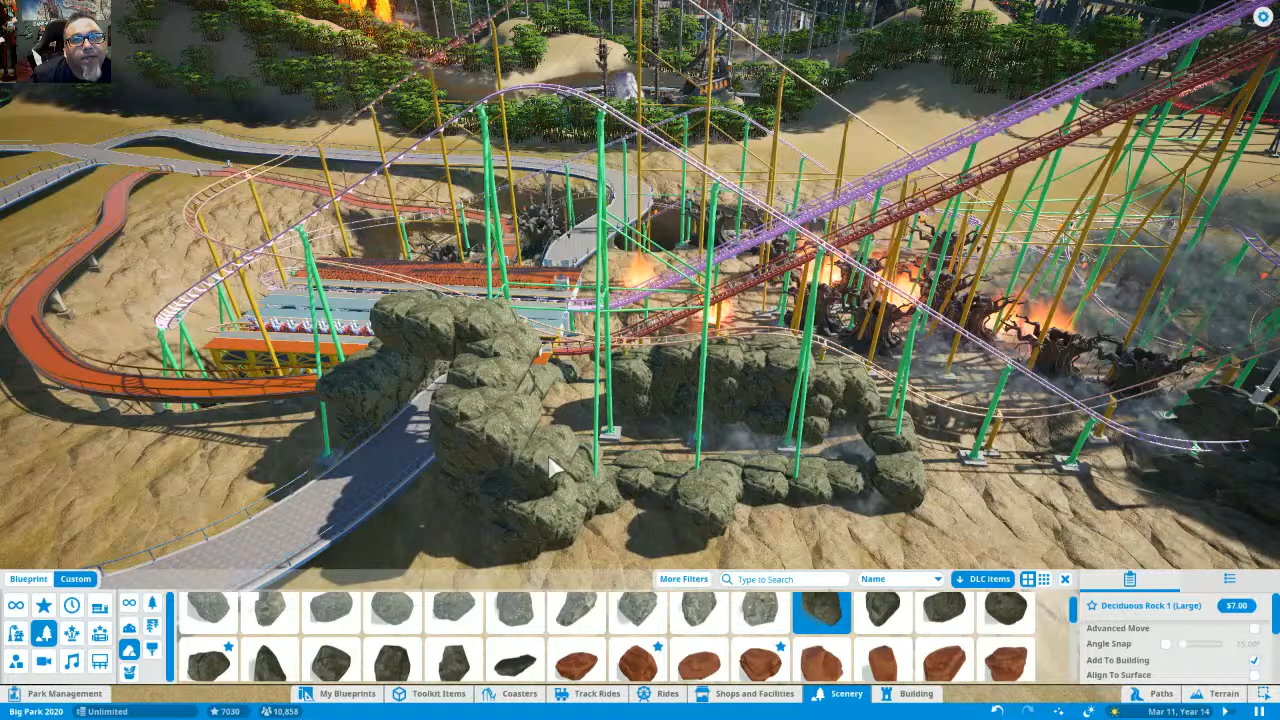 Blueprint Custom More Filters Type to Search Name DLC items
Deciduous Rock 1 (Large) $7.00
Advanced Move
Angle Snap 15.00°
Add To Building
Align To Surface
Park Management My Blueprints Toolkit Items Coasters Track Rides Rides Shops and Facilities Scenery Building Paths Terrain
Big Park 2020 Unlimited 7030 10,858 Mar 11, Year 14